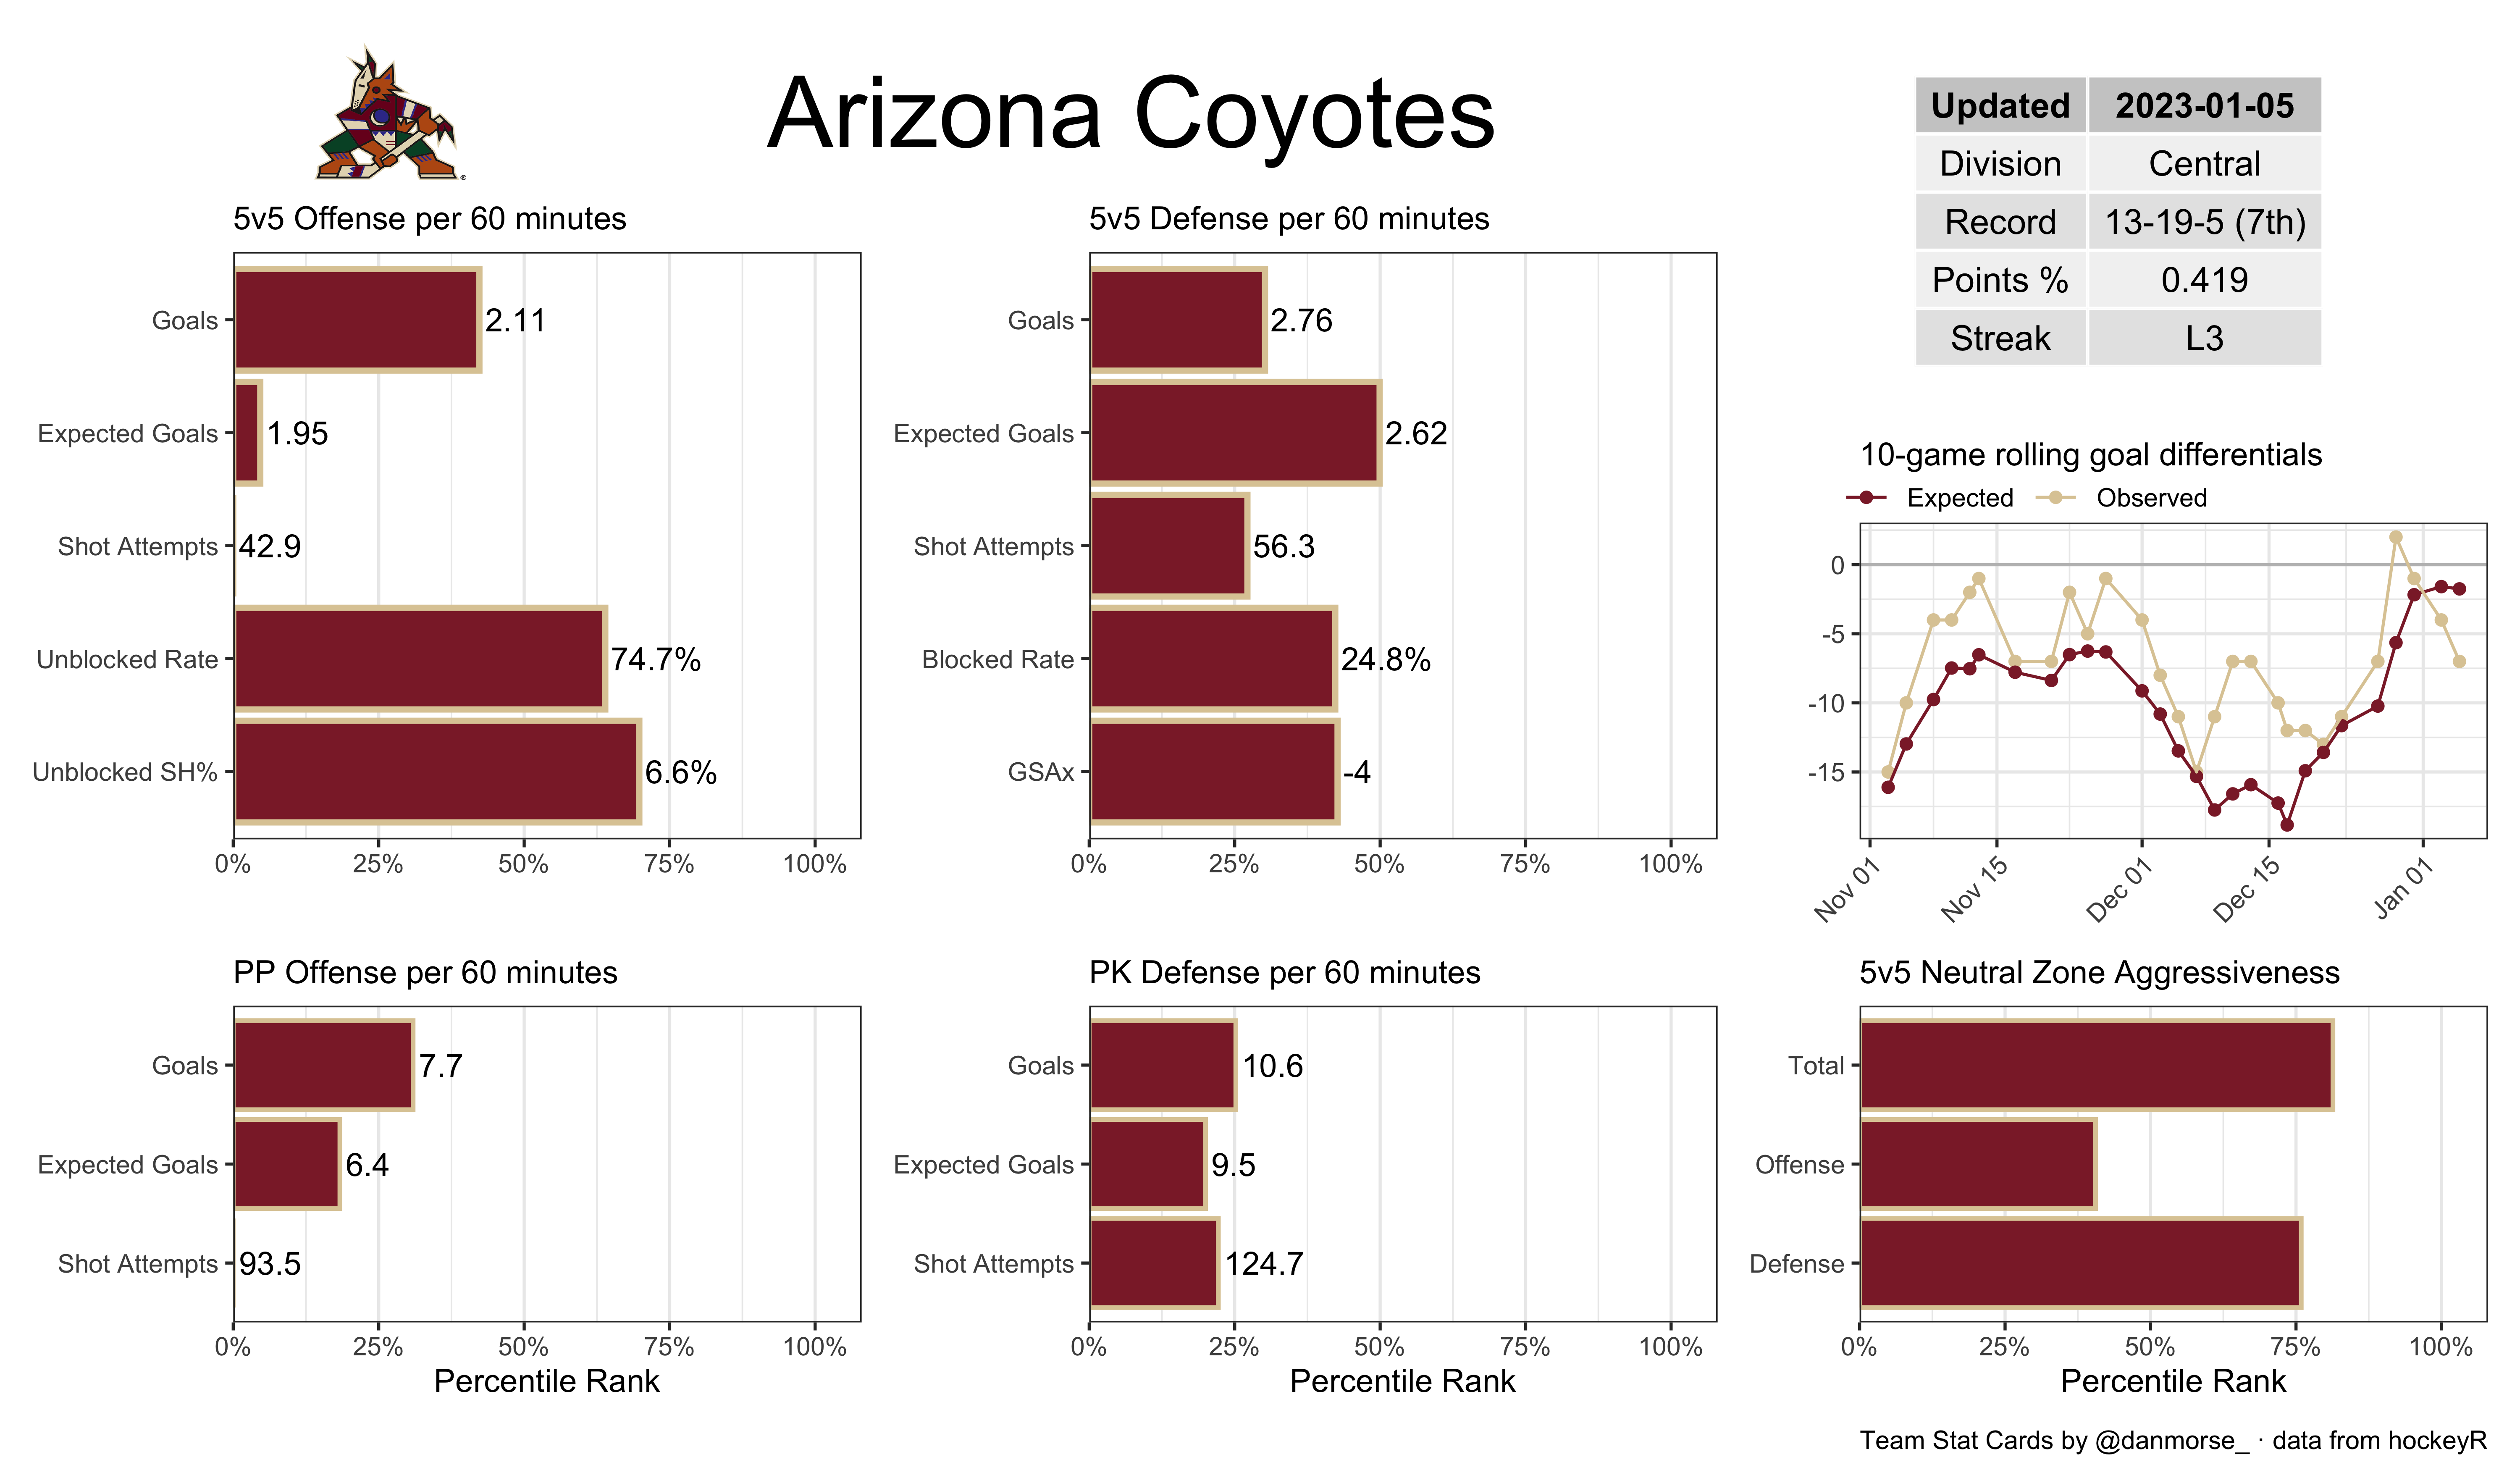 Arizona Coyotes
Updated 2023-01-05
Division Central
Record 13-19-5 (7th)
Points % 0.419
Streak L3
5v5 Offense per 60 minutes
Goals 2.11
Expected Goals 1.95
Shot Attempts 42.9
Unblocked Rate 74.7%
Unblocked SH% 6.6%
0% 25% 50% 75% 100%
5v5 Defense per 60 minutes
Goals 2.76
Expected Goals 2.62
Shot Attempts 56.3
Blocked Rate 24.8%
GSAx -4
0% 25% 50% 75% 100%
10-game rolling goal differentials
Expected Observed
0
-5
-10
-15
Nov 01 Nov 15 Dec 01 Dec 15 Jan 01
PP Offense per 60 minutes
Goals 7.7
Expected Goals 6.4
Shot Attempts 93.5
0% 25% 50% 75% 100%
Percentile Rank
PK Defense per 60 minutes
Goals 10.6
Expected Goals 9.5
Shot Attempts 124.7
0% 25% 50% 75% 100%
Percentile Rank
5v5 Neutral Zone Aggressiveness
Total
Offense
Defense
0% 25% 50% 75% 100%
Percentile Rank
Team Stat Cards by @danmorse_ · data from hockeyR